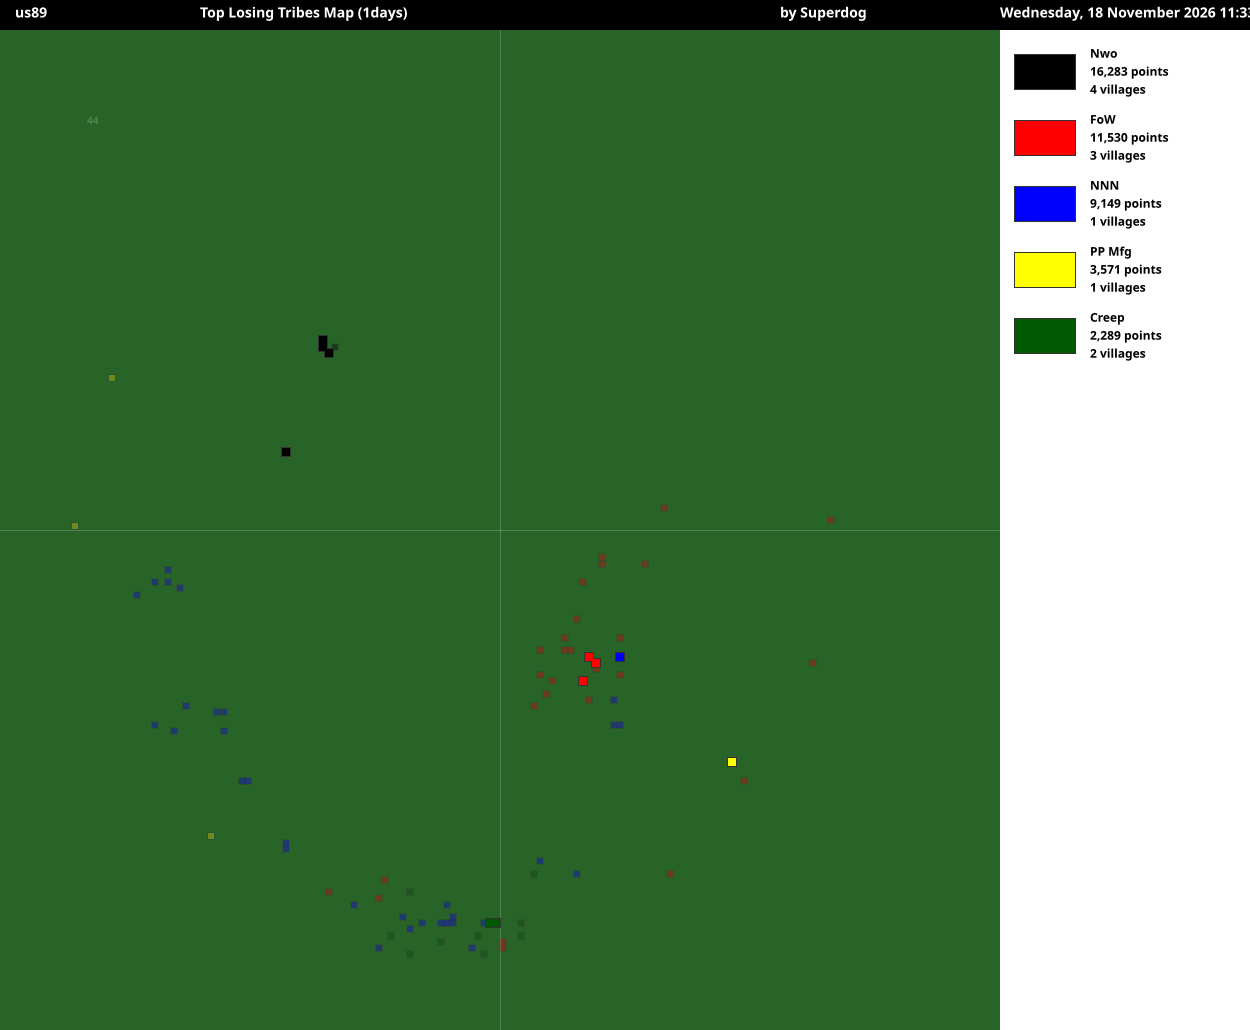 us89 Top Losing Tribes Map (1days) by Superdog Wednesday, 18 November 2026 11:33
Nwo
16,283 points
4 villages
FoW
11,530 points
3 villages
NNN
9,149 points
1 villages
PP Mfg
3,571 points
1 villages
Creep
2,289 points
2 villages
44